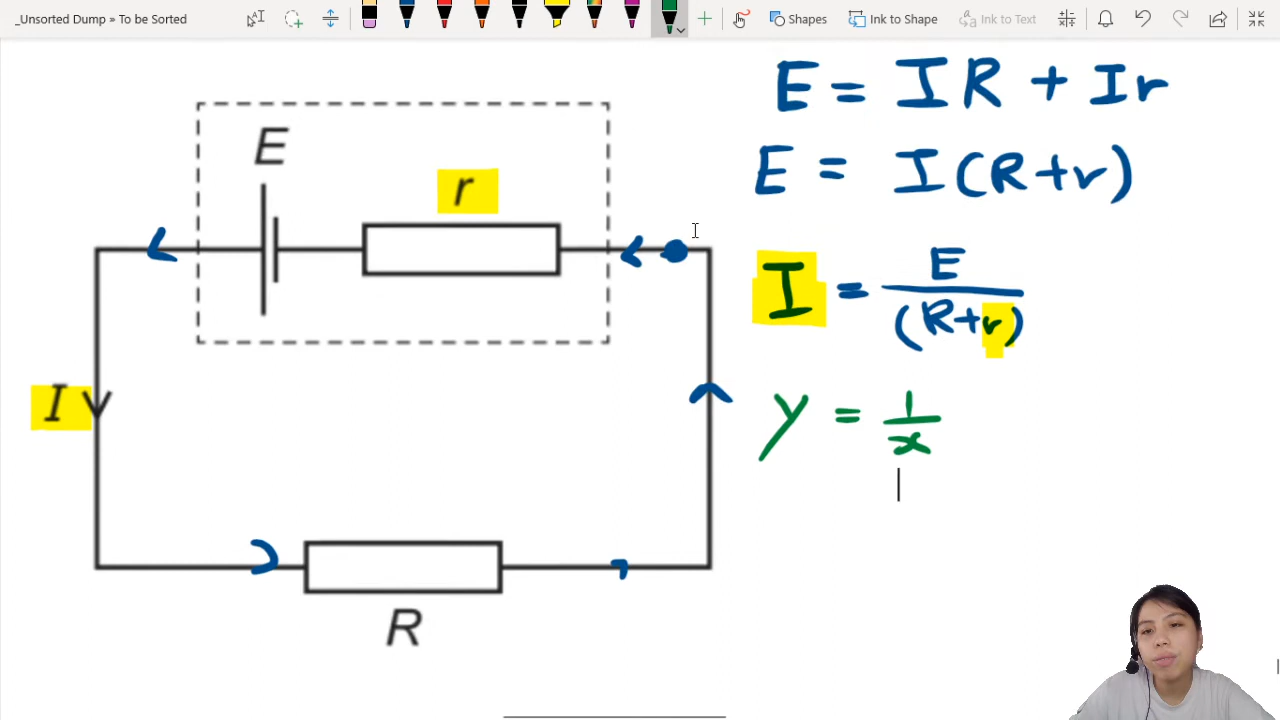 _Unsorted Dump » To be Sorted
Shapes
Ink to Shape
Ink to Text
E
r
I
R
E = IR + Ir
E = I(R+r)
I = E/(R+r)
y = 1/x